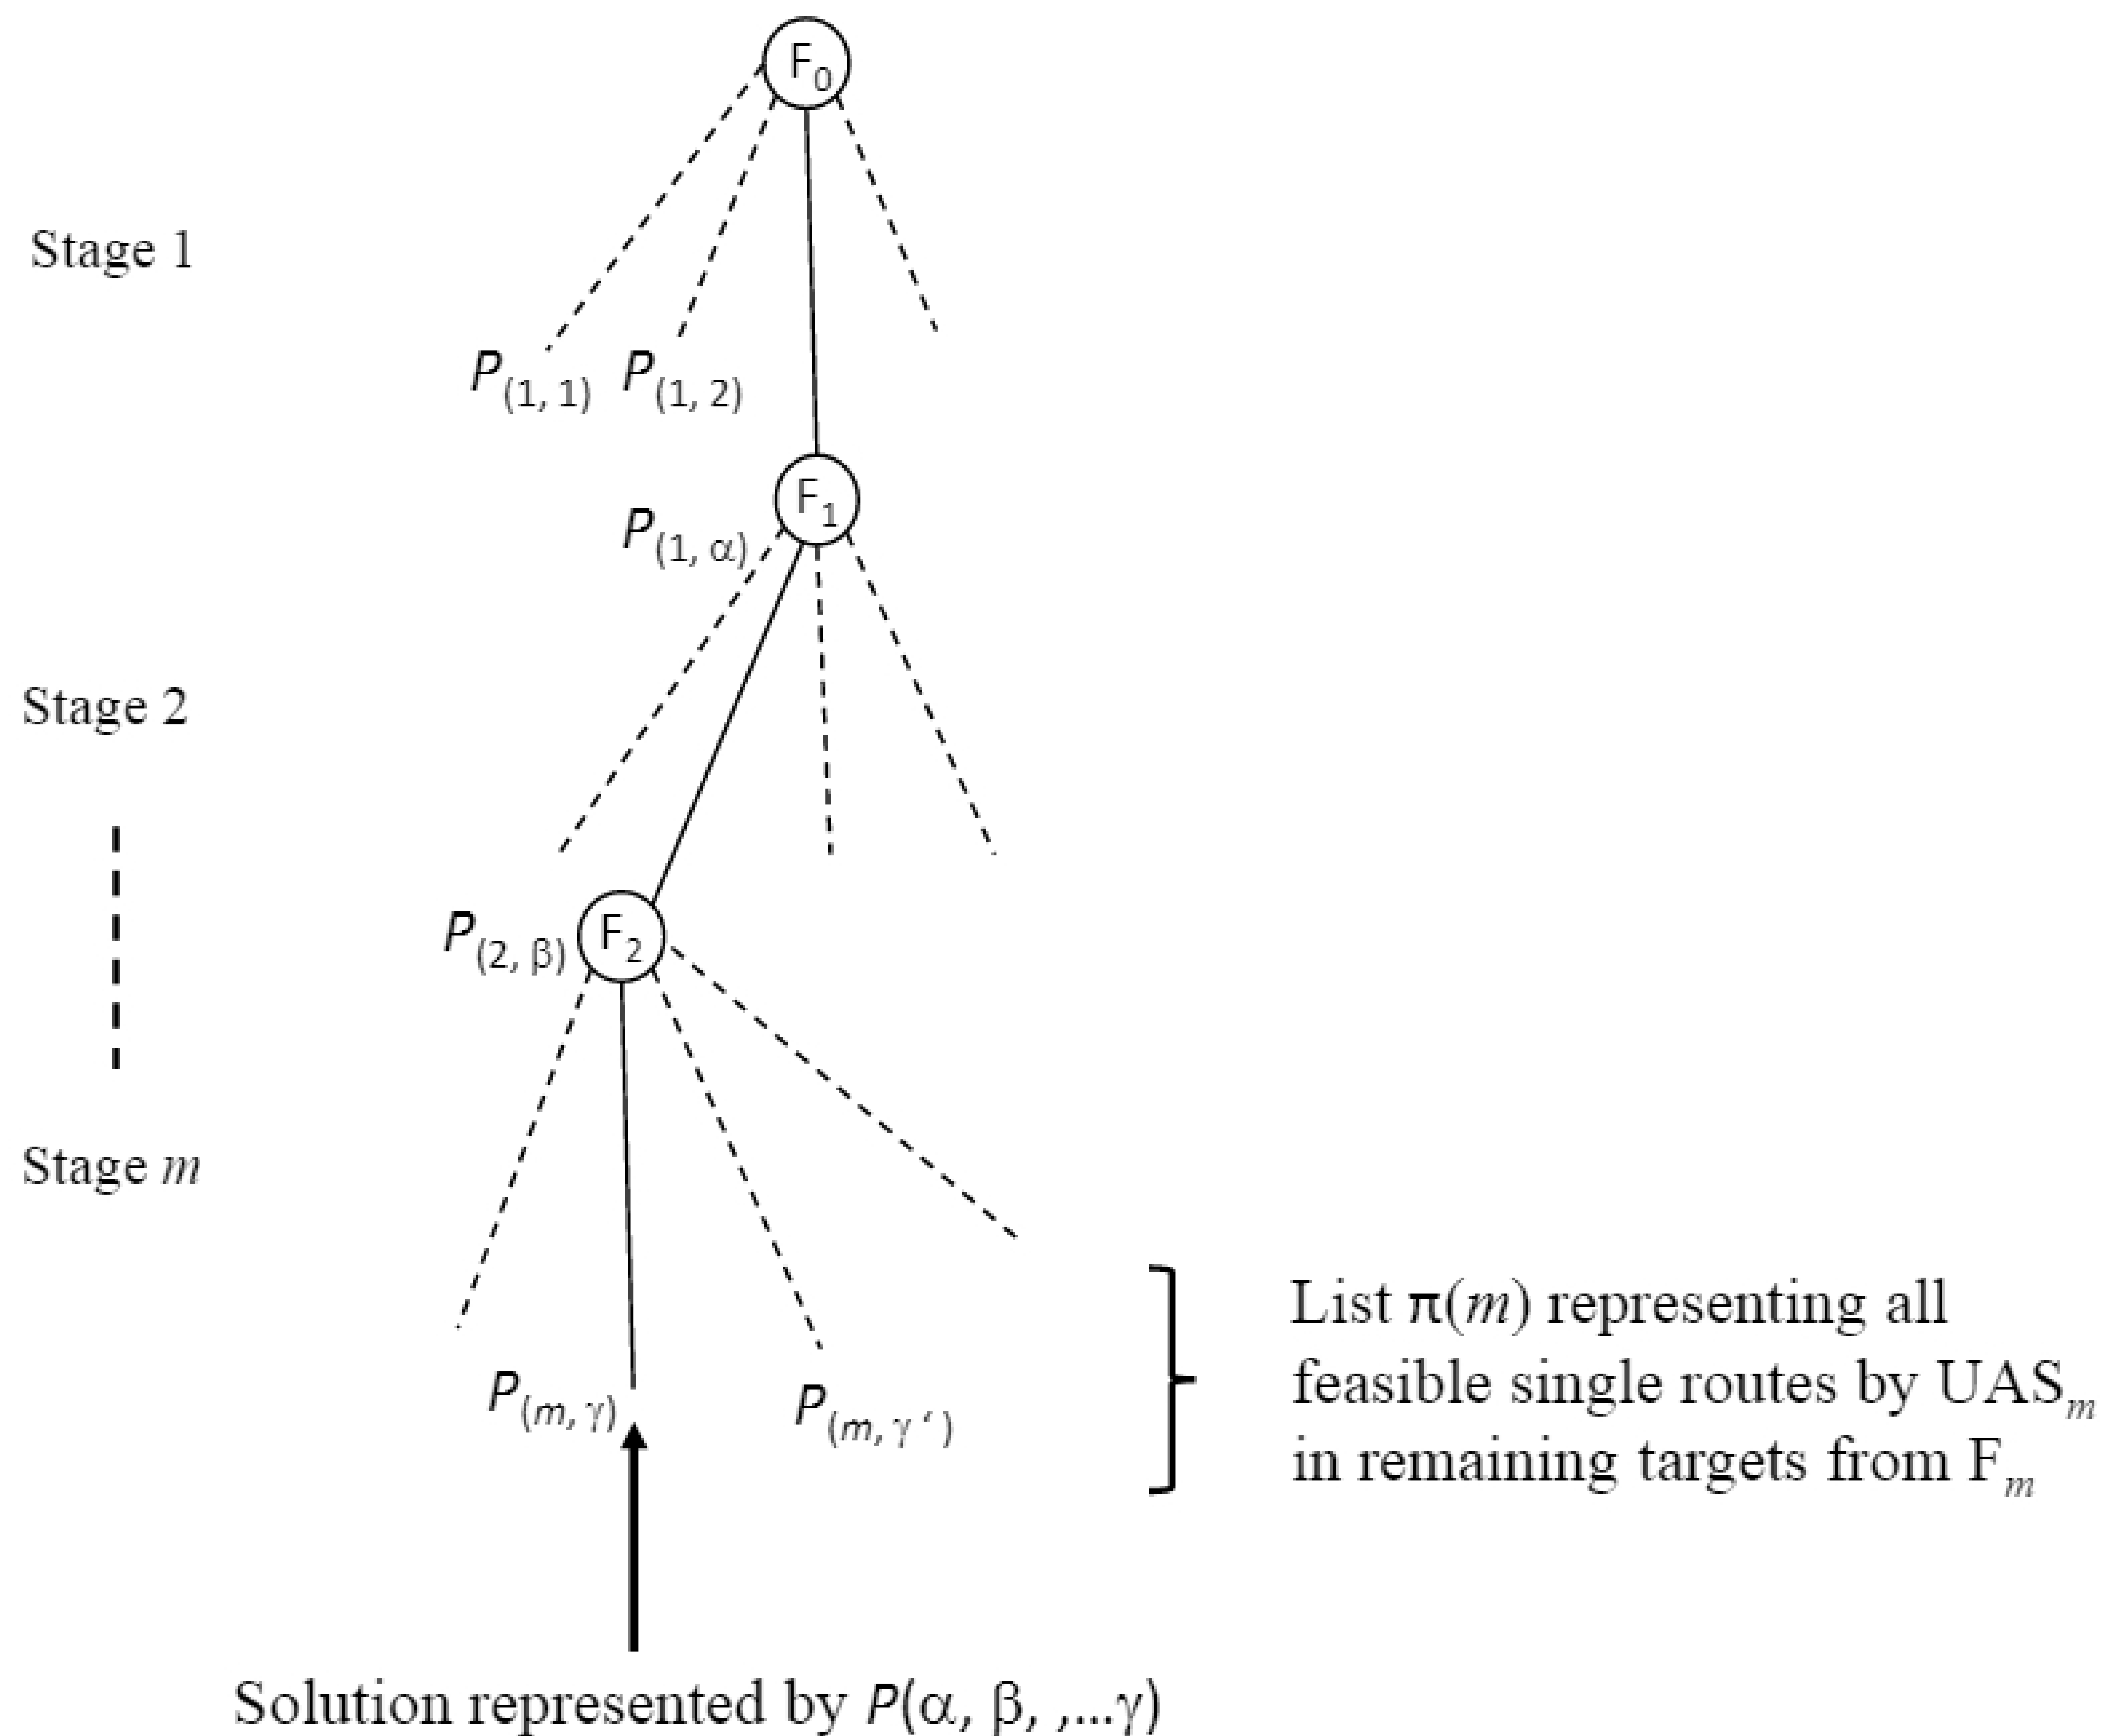 F0
Stage 1
P(1, 1) P(1, 2)
F1
P(1, α)
Stage 2
P(2, β) F2
Stage m
P(m, γ) P(m, γ ‘ )
List π(m) representing all
feasible single routes by UASm
in remaining targets from Fm
Solution represented by P(α, β, ,...γ)